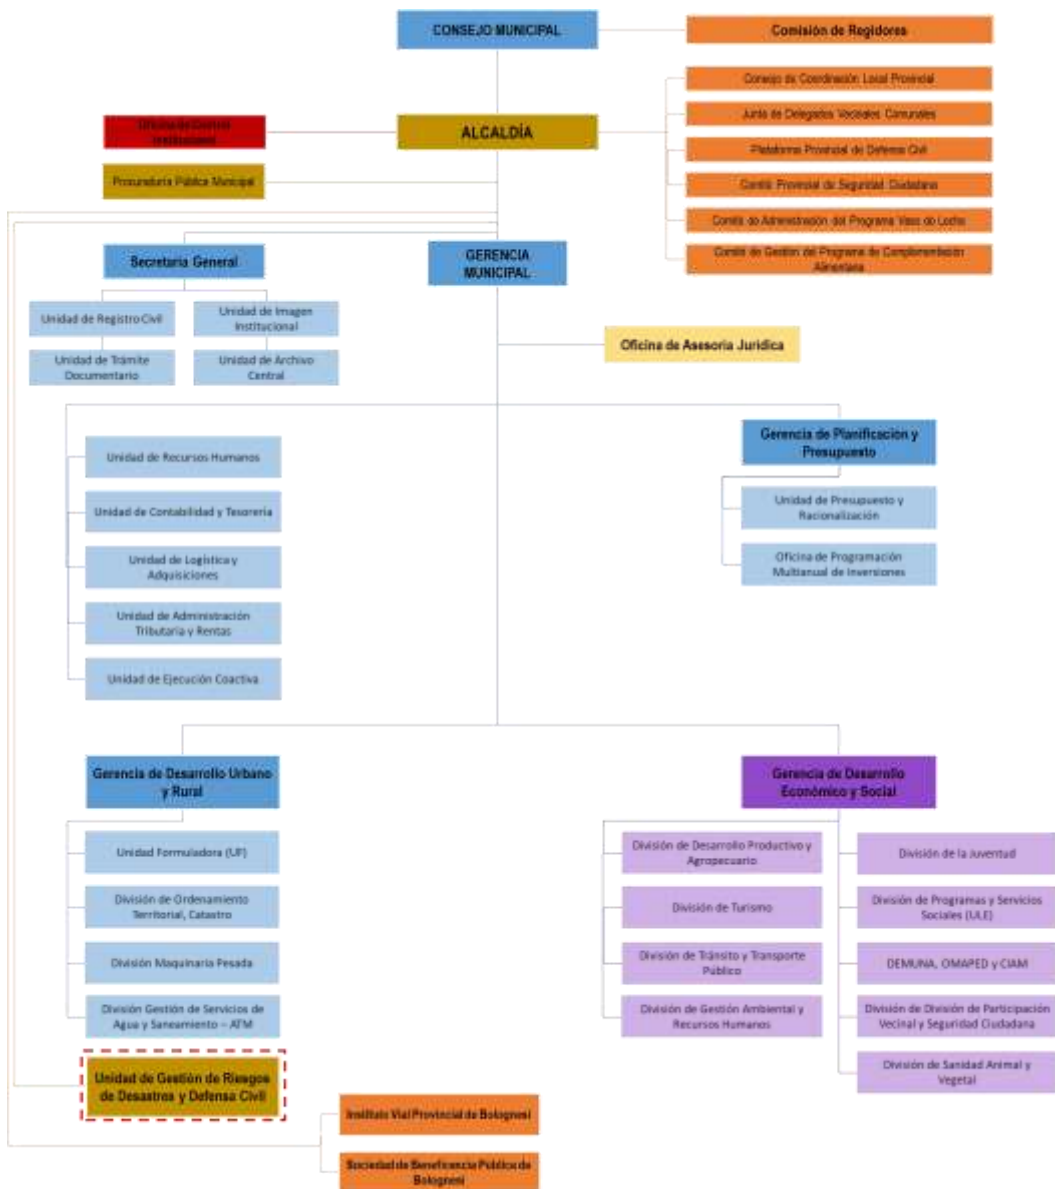 CONSEJO MUNICIPAL
Comisión de Regidores
Consejo de Coordinación Local Provincial
Junta de Delegados Vecinales Comunales
Plataforma Provincial de Defensa Civil
Comité Provincial de Seguridad Ciudadana
Comité de Administración del Programa Vaso de Leche
Comité de Gestión del Programa de Complementación
Alimentaria
Oficina de Control
Institucional
ALCALDÍA
Procuraduría Pública Municipal
Secretaria General
GERENCIA
MUNICIPAL
Unidad de Registro Civil
Unidad de Imagen
Institucional
Unidad de Trámite
Documentario
Unidad de Archivo
Central
Oficina de Asesoría Jurídica
Unidad de Recursos Humanos
Unidad de Contabilidad y Tesorería
Unidad de Logística y
Adquisiciones
Unidad de Administración
Tributaria y Rentas
Unidad de Ejecución Coactiva
Gerencia de Planificación y
Presupuesto
Unidad de Presupuesto y
Racionalización
Oficina de Programación
Multianual de Inversiones
Gerencia de Desarrollo Urbano
y Rural
Unidad Formuladora (UF)
División de Ordenamiento
Territorial, Catastro
División Maquinaria Pesada
División Gestión de Servicios de
Agua y Saneamiento – ATM
Unidad de Gestión de Riesgos
de Desastres y Defensa Civil
Gerencia de Desarrollo
Económico y Social
División de Desarrollo Productivo y
Agropecuario
División de Turismo
División de Tránsito y Transporte
Público
División de Gestión Ambiental y
Recursos Humanos
División de la Juventud
División de Programas y Servicios
Sociales (ULE)
DEMUNA, OMAPED y CIAM
División de División de Participación
Vecinal y Seguridad Ciudadana
División de Sanidad Animal y
Vegetal
Instituto Vial Provincial de Bolognesi
Sociedad de Beneficencia Pública de
Bolognesi